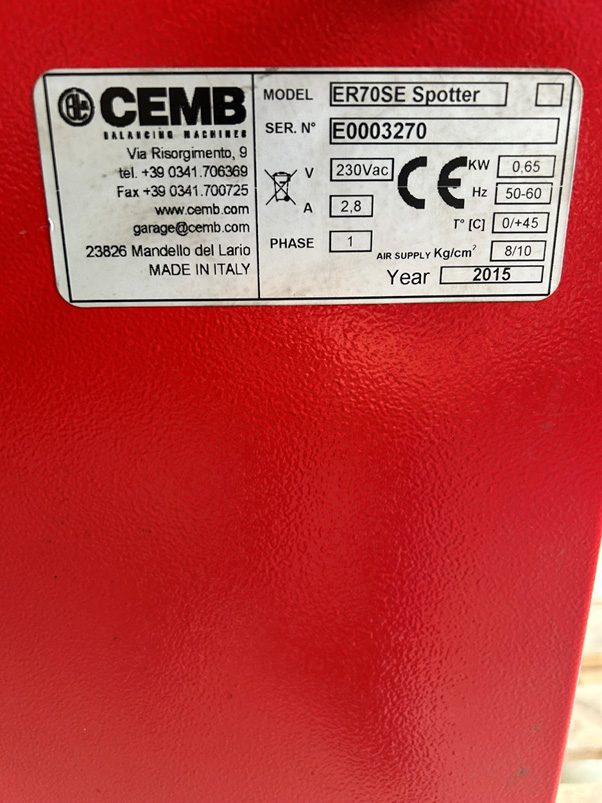 CEMB
BALANCING MACHINES
Via Risorgimento, 9
tel. +39 0341.706369
Fax +39 0341.700725
www.cemb.com
garage@cemb.com
23826 Mandello del Lario
MADE IN ITALY
MODEL ER70SE Spotter
SER. N° E0003270
V 230Vac
A 2,8
PHASE 1
CE
KW 0,65
Hz 50-60
T° [C] 0/+45
AIR SUPPLY Kg/cm² 8/10
Year 2015